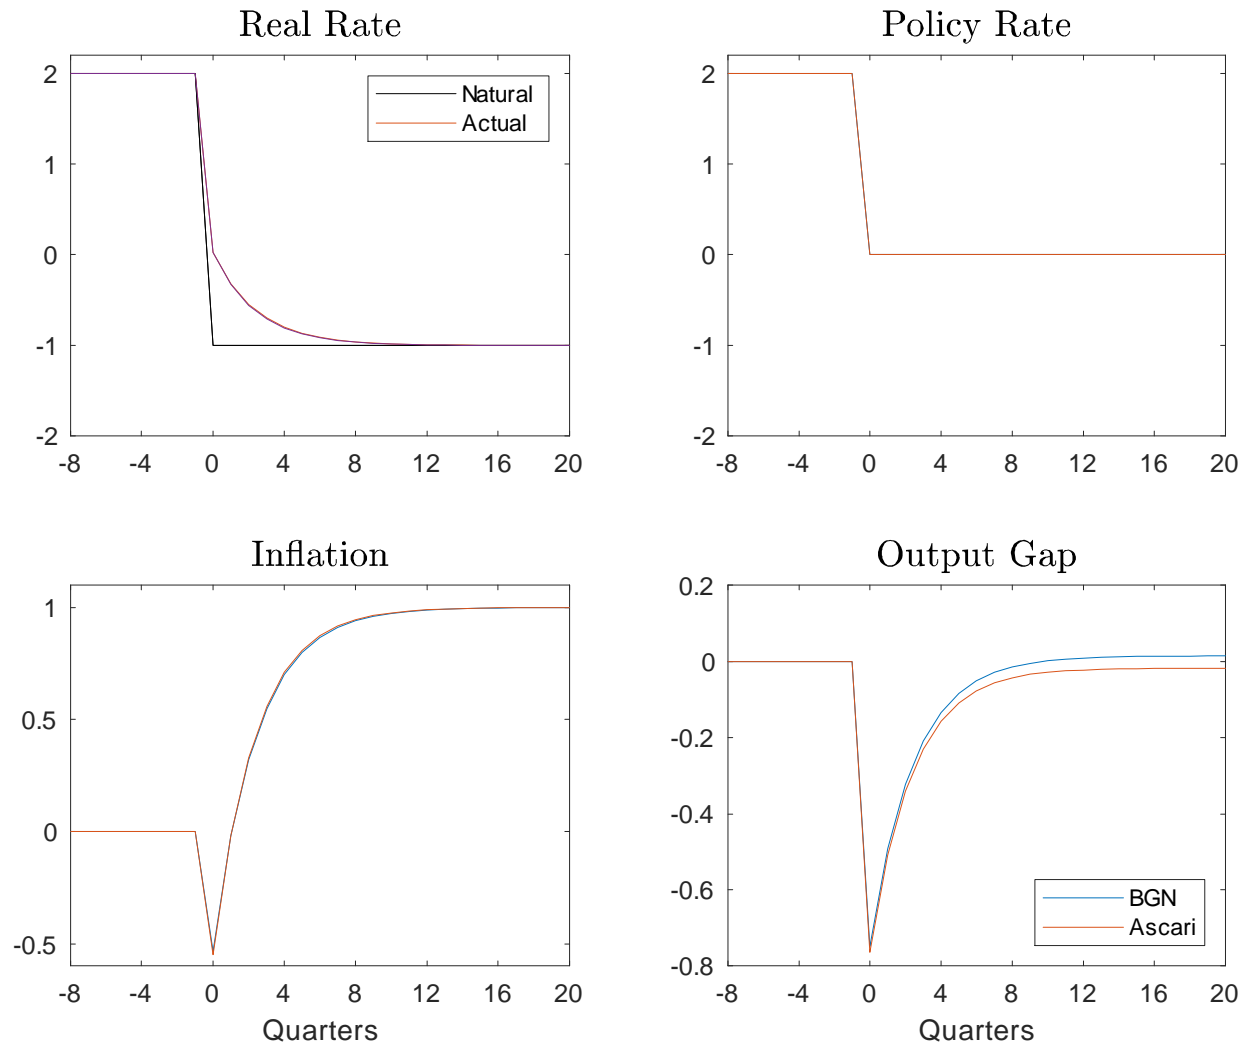 Real Rate
2
1
0
-1
-2
-8 -4 0 4 8 12 16 20
Natural
Actual
Policy Rate
2
1
0
-1
-2
-8 -4 0 4 8 12 16 20
Inflation
1
0.5
0
-0.5
-8 -4 0 4 8 12 16 20
Quarters
Output Gap
0.2
0
-0.2
-0.4
-0.6
-0.8
-8 -4 0 4 8 12 16 20
Quarters
BGN
Ascari